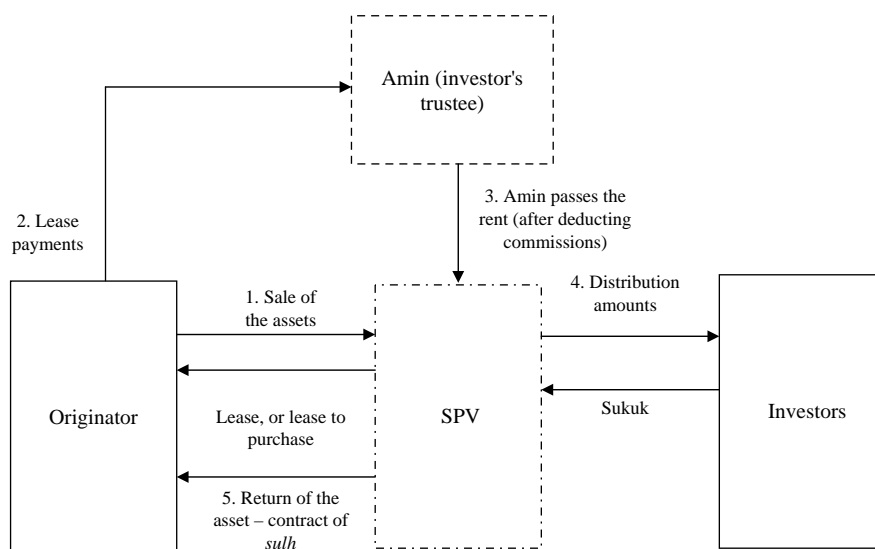 Amin (investor's
trustee)
2. Lease
payments
3. Amin passes the
rent (after deducting
commissions)
1. Sale of
the assets
4. Distribution
amounts
Originator
Lease, or lease to
purchase
SPV
Sukuk
Investors
5. Return of the
asset – contract of
sulh